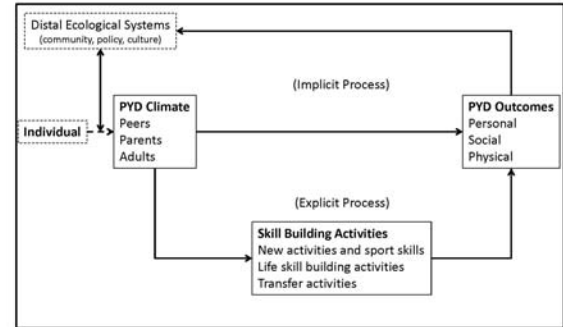 Distal Ecological Systems
(community, policy, culture)
(Implicit Process)
PYD Climate
Peers
Parents
Adults
PYD Outcomes
Personal
Social
Physical
Individual
(Explicit Process)
Skill Building Activities
New activities and sport skills
Life skill building activities
Transfer activities